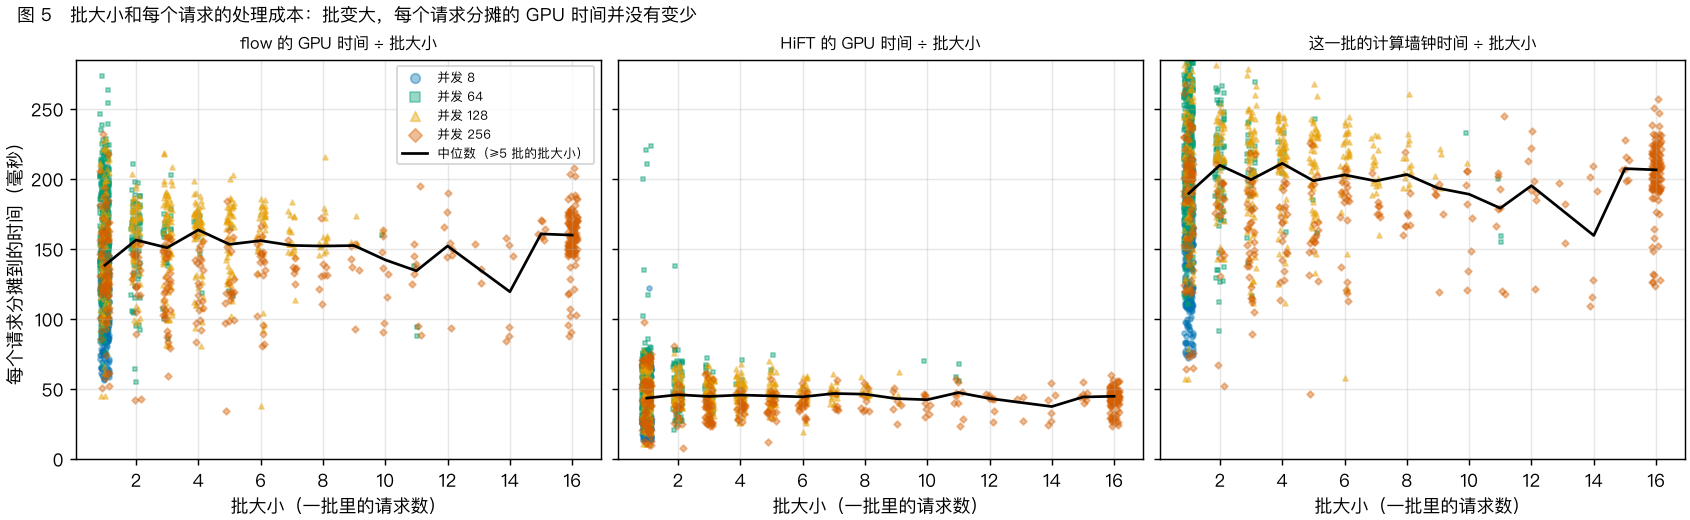 图 5 批大小和每个请求的处理成本：批变大，每个请求分摊的 GPU 时间并没有变少
flow 的 GPU 时间 ÷ 批大小
HiFT 的 GPU 时间 ÷ 批大小
这一批的计算墙钟时间 ÷ 批大小
每个请求分摊到的时间（毫秒）
250
200
150
100
50
0
并发 8
并发 64
并发 128
并发 256
中位数（≥5 批的批大小）
2 4 6 8 10 12 14 16
2 4 6 8 10 12 14 16
2 4 6 8 10 12 14 16
批大小（一批里的请求数）
批大小（一批里的请求数）
批大小（一批里的请求数）